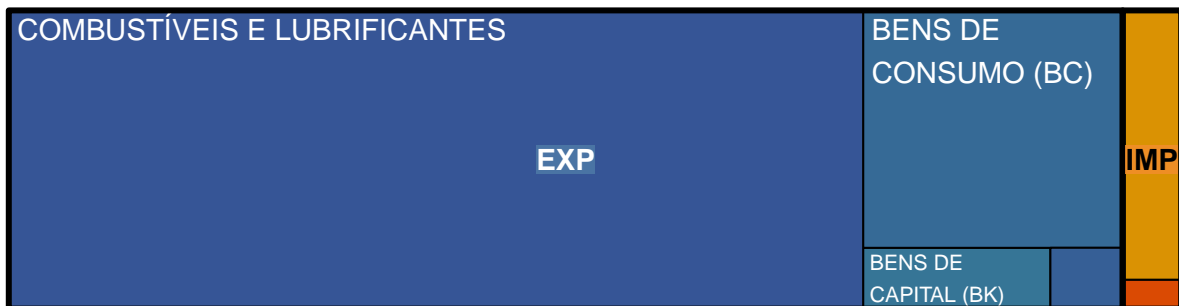 COMBUSTÍVEIS E LUBRIFICANTES
BENS DE
CONSUMO (BC)
EXP
IMP
BENS DE
CAPITAL (BK)